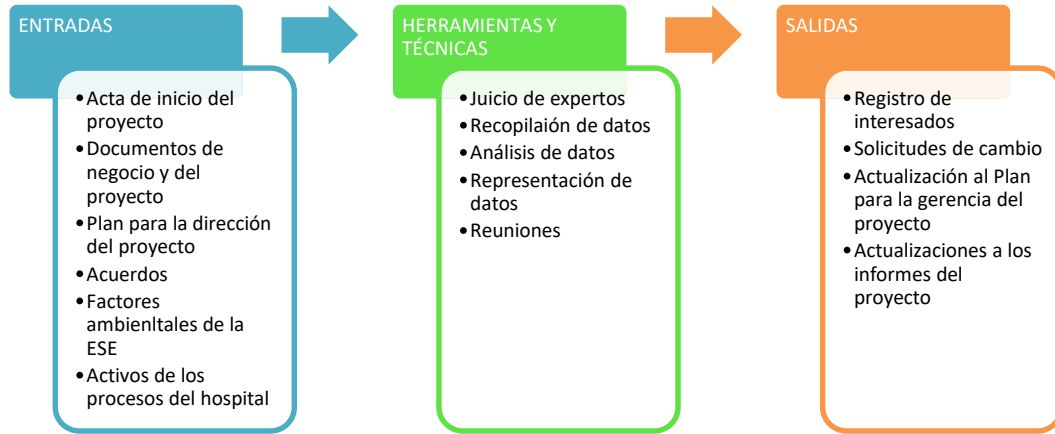 ENTRADAS
•Acta de inicio del
proyecto
•Documentos de
negocio y del
proyecto
•Plan para la dirección
del proyecto
•Acuerdos
•Factores
ambienltales de la
ESE
•Activos de los
procesos del hospital
HERRAMIENTAS Y
TÉCNICAS
•Juicio de expertos
•Recopilaión de datos
•Análisis de datos
•Representación de
datos
•Reuniones
SALIDAS
•Registro de
interesados
•Solicitudes de cambio
•Actualización al Plan
para la gerencia del
proyecto
•Actualizaciones a los
informes del
proyecto